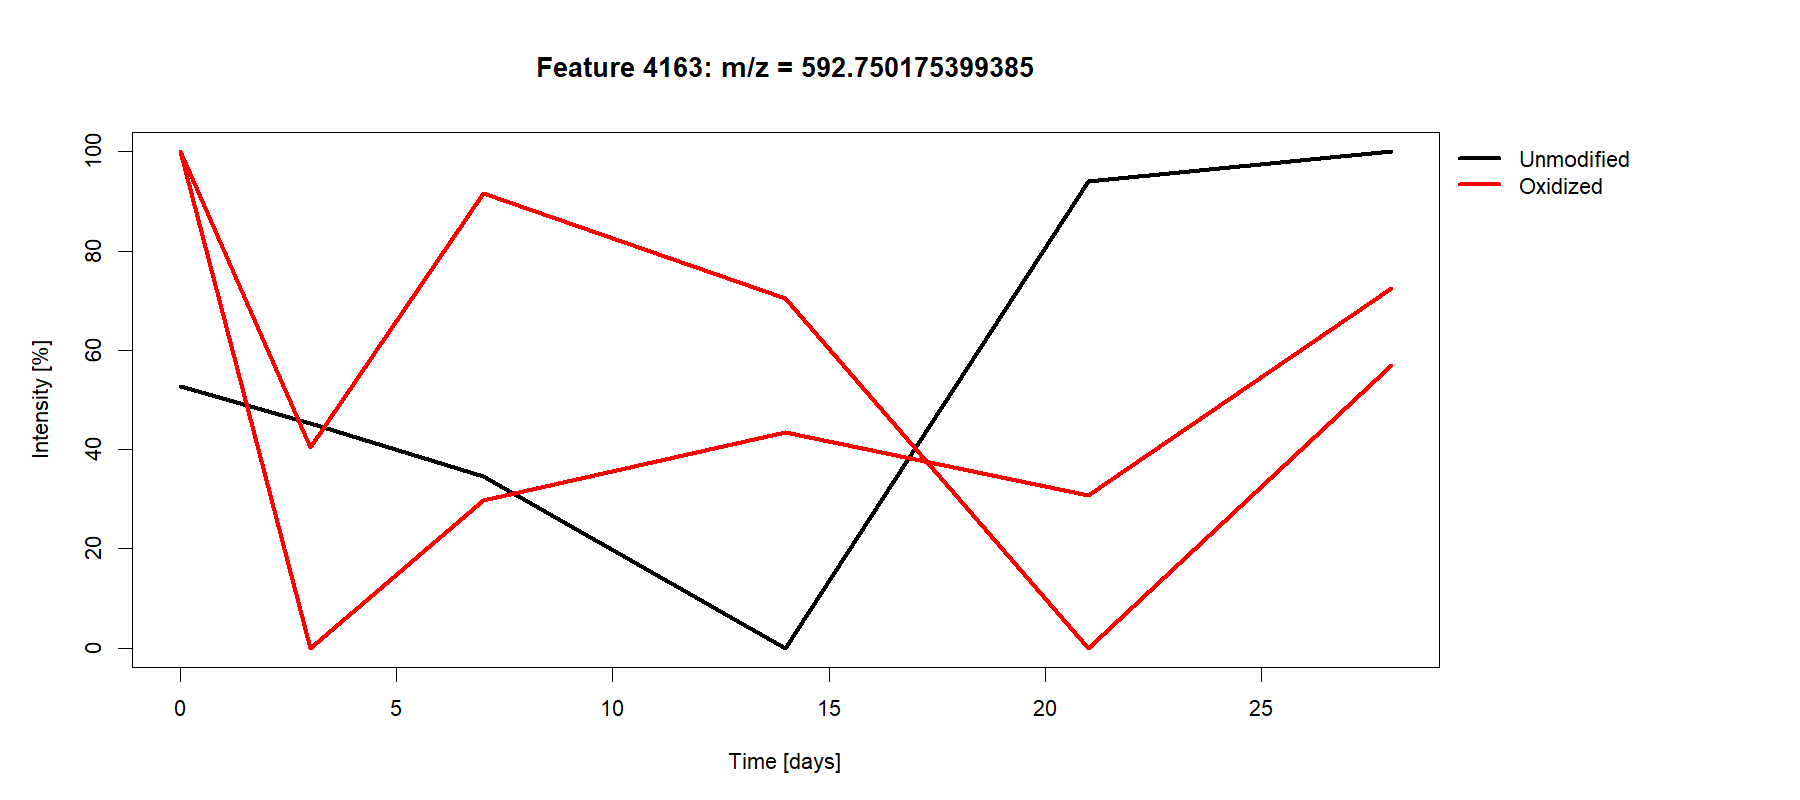 Feature 4163: m/z = 592.750175399385
Unmodified
Oxidized
Intensity [%]
100
80
60
40
20
0
0 5 10 15 20 25
Time [days]